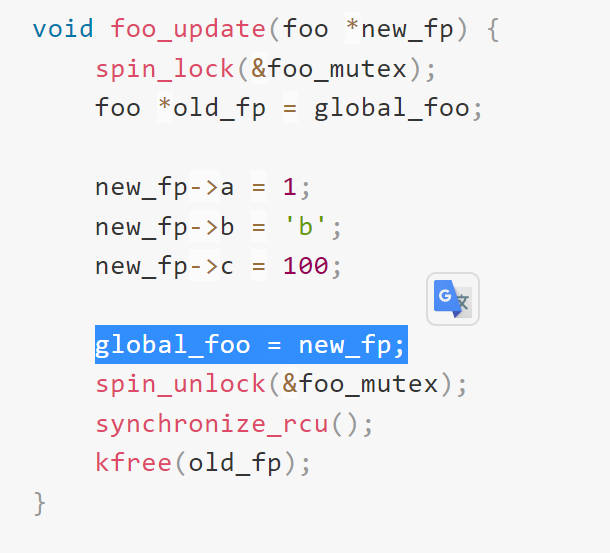 void foo_update(foo *new_fp) {
spin_lock(&foo_mutex);
foo *old_fp = global_foo;
new_fp->a = 1;
new_fp->b = 'b';
new_fp->c = 100;
G 文
global_foo = new_fp;
spin_unlock(&foo_mutex);
synchronize_rcu();
kfree(old_fp);
}